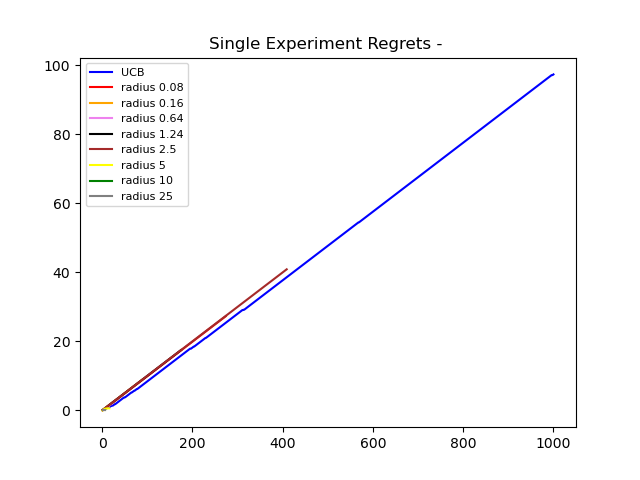 Single Experiment Regrets -
100
80
60
40
20
0
UCB
radius 0.08
radius 0.16
radius 0.64
radius 1.24
radius 2.5
radius 5
radius 10
radius 25
0 200 400 600 800 1000